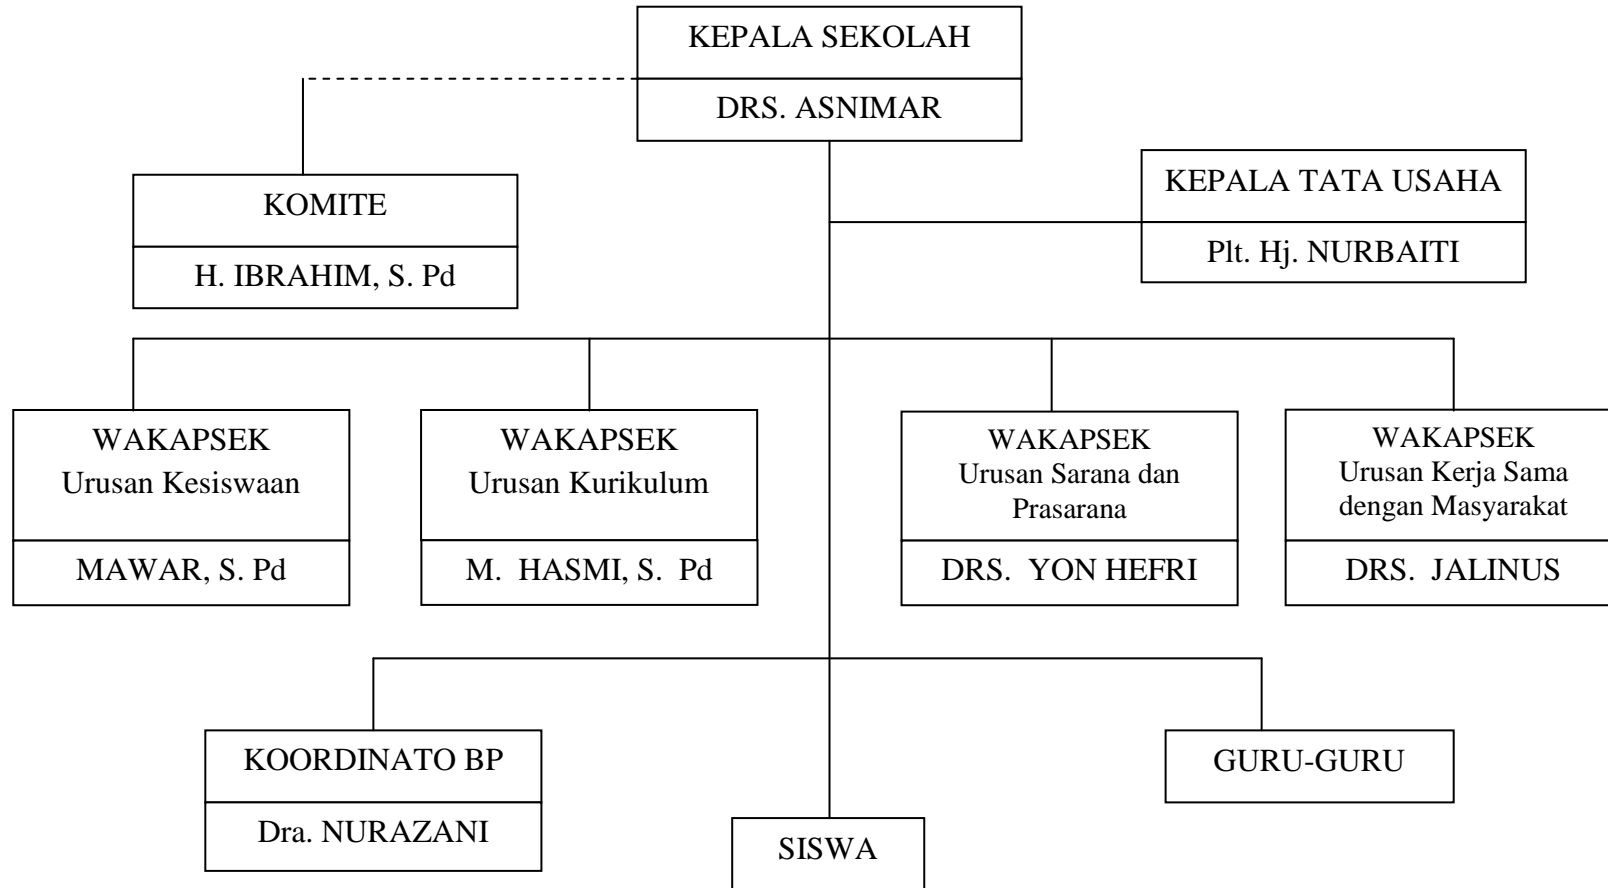 KEPALA SEKOLAH
DRS. ASNIMAR
KEPALA TATA USAHA
Plt. Hj. NURBAITI
KOMITE
H. IBRAHIM, S. Pd
WAKAPSEK
Urusan Kesiswaan
MAWAR, S. Pd
WAKAPSEK
Urusan Kurikulum
M. HASMI, S. Pd
WAKAPSEK
Urusan Sarana dan
Prasarana
DRS. YON HEFRI
WAKAPSEK
Urusan Kerja Sama
dengan Masyarakat
DRS. JALINUS
KOORDINATO BP
Dra. NURAZANI
GURU-GURU
SISWA